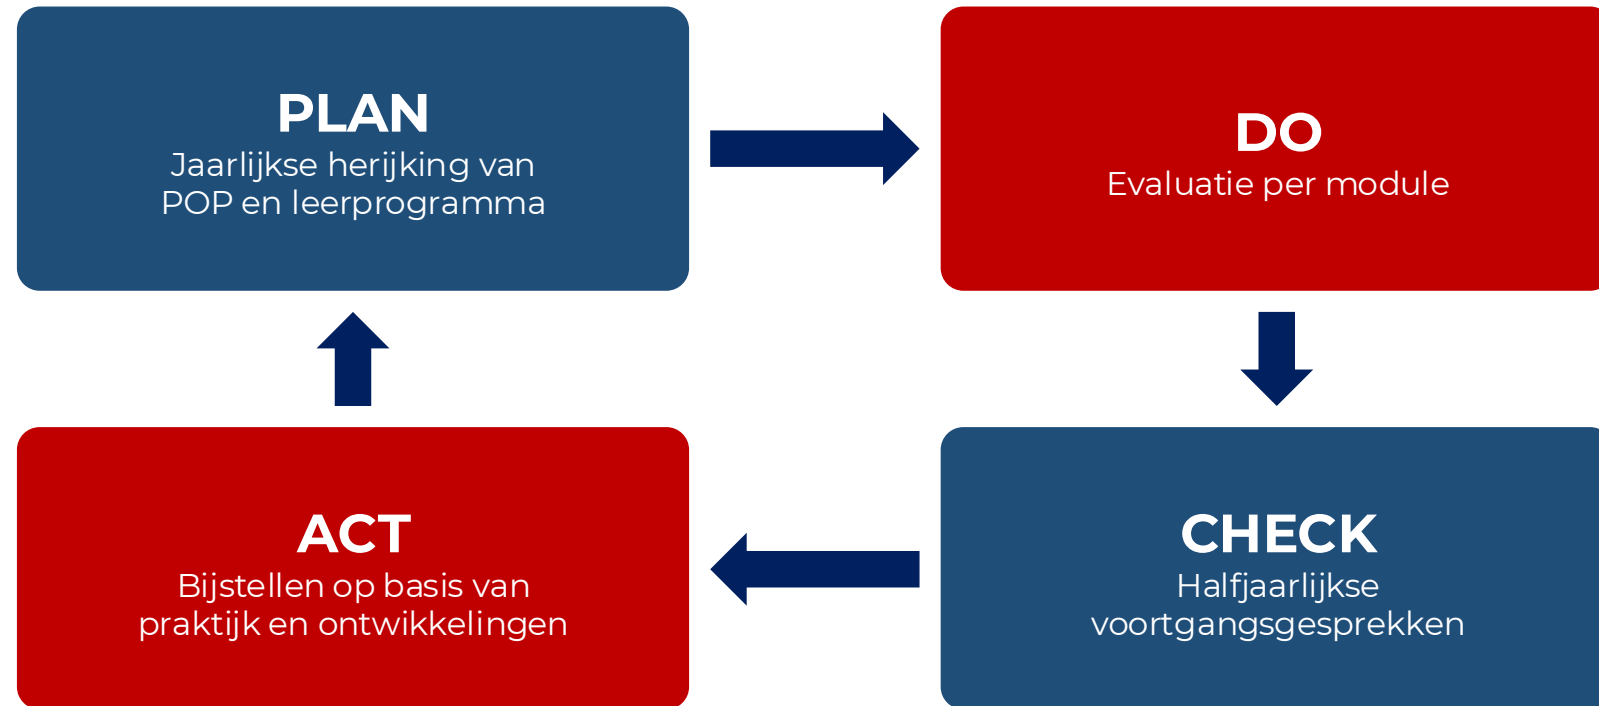 PLAN
Jaarlijkse herijking van
POP en leerprogramma
DO
Evaluatie per module
ACT
Bijstellen op basis van
praktijk en ontwikkelingen
CHECK
Halfjaarlijkse
voortgangsgesprekken